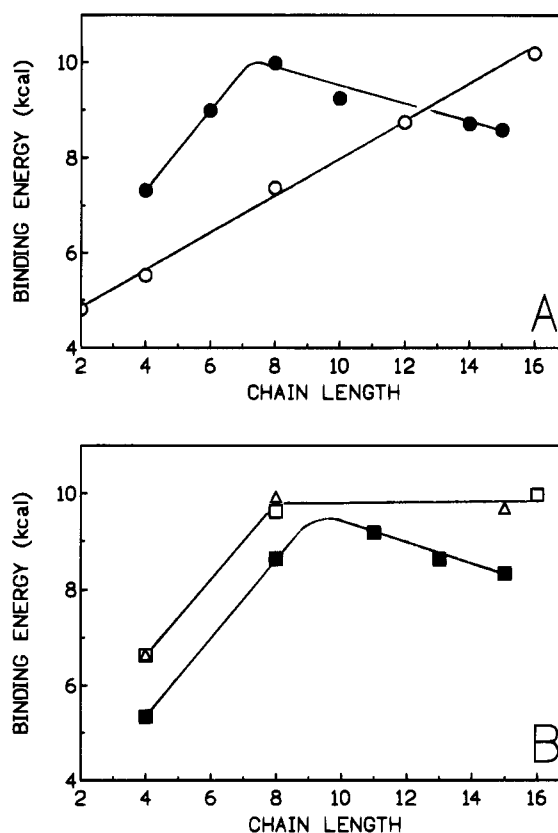 BINDING ENERGY (kcal)
10
8
6
4
2 4 6 8 10 12 14 16
CHAIN LENGTH
A
BINDING ENERGY (kcal)
10
8
6
4
2 4 6 8 10 12 14 16
CHAIN LENGTH
B